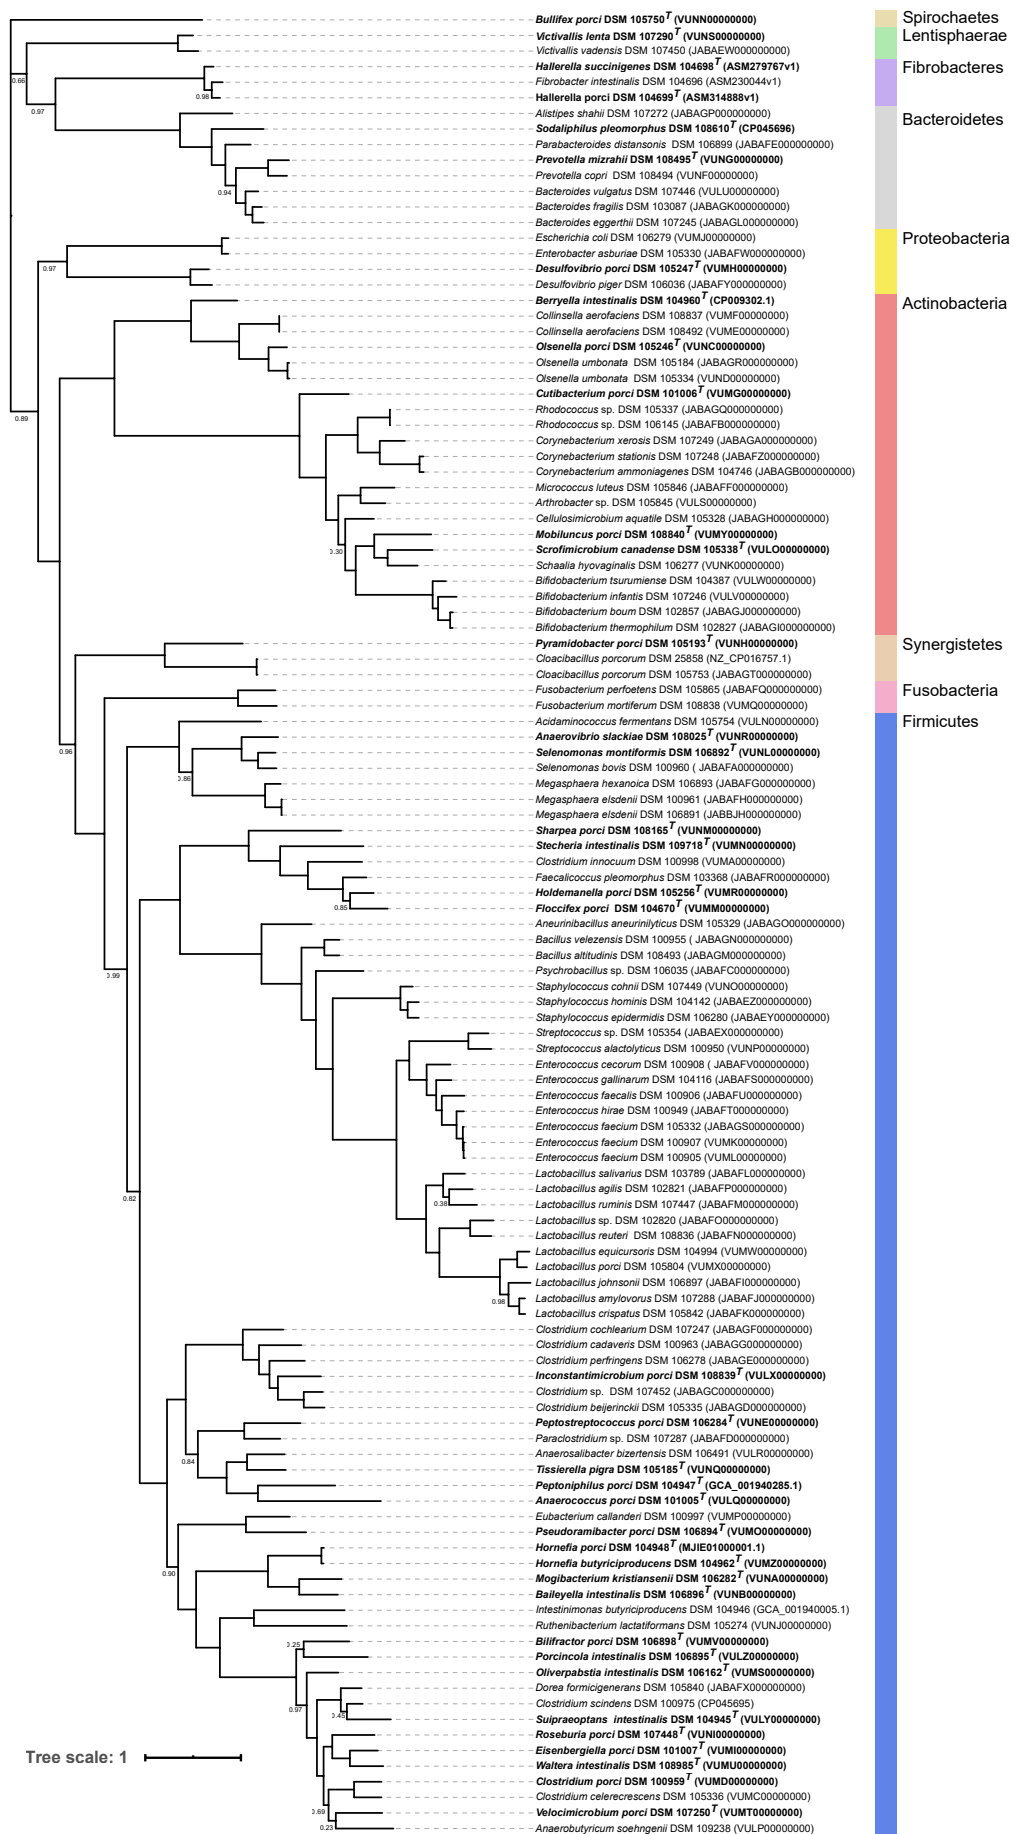 Bullifex porci DSM 105750T (VUNN00000000)
Victivallis lenta DSM 107290T (VUNS00000000)
Victivallis vadensis DSM 107450 (JABAEW000000000)
Hallerella succinigenes DSM 104698T (ASM279767v1)
Fibrobacter intestinalis DSM 104696 (ASM230044v1)
Hallerella porci DSM 104699T (ASM314888v1)
Alistipes shahii DSM 107272 (JABAGP000000000)
Sodaliphilus pleomorphus DSM 108610T (CP045696)
Parabacteroides distansonis DSM 106899 (JABAFE000000000)
Prevotella mizrahii DSM 108495T (VUNG00000000)
Prevotella copri DSM 108494 (VUNF00000000)
Bacteroides vulgatus DSM 107446 (VULU00000000)
Bacteroides fragilis DSM 103087 (JABAGK000000000)
Bacteroides eggerthii DSM 107245 (JABAGL000000000)
Escherichia coli DSM 106279 (VUMJ00000000)
Enterobacter asburiae DSM 105330 (JABAFW000000000)
Desulfovibrio porci DSM 105247T (VUMH00000000)
Desulfovibrio piger DSM 106036 (JABAFY000000000)
Berryella intestinalis DSM 104960T (CP009302.1)
Collinsella aerofaciens DSM 108837 (VUMF00000000)
Collinsella aerofaciens DSM 108492 (VUME00000000)
Olsenella porci DSM 105246T (VUNC00000000)
Olsenella umbonata DSM 105184 (JABAGR000000000)
Olsenella umbonata DSM 105334 (VUND00000000)
Cutibacterium porci DSM 101006T (VUMG00000000)
Rhodococcus sp. DSM 105337 (JABAGQ000000000)
Rhodococcus sp. DSM 106145 (JABAFB000000000)
Corynebacterium xerosis DSM 107249 (JABAGA000000000)
Corynebacterium stationis DSM 107248 (JABAFZ000000000)
Corynebacterium ammoniagenes DSM 104746 (JABAGB000000000)
Micrococcus luteus DSM 105846 (JABAFF000000000)
Arthrobacter sp. DSM 105845 (VULS00000000)
Cellulosimicrobium aquatile DSM 105328 (JABAGH000000000)
Mobiluncus porci DSM 108840T (VUMY00000000)
Scrofimicrobium canadense DSM 105338T (VULO00000000)
Schaalia hyovaginalis DSM 106277 (VUNK00000000)
Bifidobacterium tsurumiense DSM 104387 (VULW00000000)
Bifidobacterium infantis DSM 107246 (VULV00000000)
Bifidobacterium boum DSM 102857 (JABAGJ000000000)
Bifidobacterium thermophilum DSM 102827 (JABAGI000000000)
Pyramidobacter porci DSM 105193T (VUNH00000000)
Cloacibacillus porcorum DSM 25858 (NZ_CP016757.1)
Cloacibacillus porcorum DSM 105753 (JABAGT000000000)
Fusobacterium perfoetens DSM 105865 (JABAFQ000000000)
Fusobacterium mortiferum DSM 108838 (VUMQ00000000)
Acidaminococcus fermentans DSM 105754 (VULN00000000)
Anaerovibrio slackiae DSM 108025T (VUNR00000000)
Selenomonas montiformis DSM 106892T (VUNL00000000)
Selenomonas bovis DSM 100960 ( JABAFA000000000)
Megasphaera hexanoica DSM 106893 (JABAFG000000000)
Megasphaera elsdenii DSM 100961 (JABAFH000000000)
Megasphaera elsdenii DSM 106891 (JABBJH000000000)
Sharpea porci DSM 108165T (VUNM00000000)
Stecheria intestinalis DSM 109718T (VUMN00000000)
Clostridium innocuum DSM 100998 (VUMA00000000)
Faecalicoccus pleomorphus DSM 103368 (JABAFR000000000)
Holdemanella porci DSM 105256T (VUMR00000000)
Floccifex porci DSM 104670T (VUMM00000000)
Aneurinibacillus aneurinilyticus DSM 105329 (JABAGO000000000)
Bacillus velezensis DSM 100955 ( JABAGN000000000)
Bacillus altitudinis DSM 108493 (JABAGM000000000)
Psychrobacillus sp. DSM 106035 (JABAFC000000000)
Staphylococcus cohnii DSM 107449 (VUNO00000000)
Staphylococcus hominis DSM 104142 (JABAEZ000000000)
Staphylococcus epidermidis DSM 106280 (JABAEY000000000)
Streptococcus sp. DSM 105354 (JABAEX000000000)
Streptococcus alactolyticus DSM 100950 (VUNP00000000)
Enterococcus cecorum DSM 100908 ( JABAFV000000000)
Enterococcus gallinarum DSM 104116 (JABAFS000000000)
Enterococcus faecalis DSM 100906 (JABAFU000000000)
Enterococcus hirae DSM 100949 (JABAFT000000000)
Enterococcus faecium DSM 105332 (JABAGS000000000)
Enterococcus faecium DSM 100907 (VUMK00000000)
Enterococcus faecium DSM 100905 (VUML00000000)
Lactobacillus salivarius DSM 103789 (JABAFL000000000)
Lactobacillus agilis DSM 102821 (JABAFP000000000)
Lactobacillus ruminis DSM 107447 (JABAFM000000000)
Lactobacillus sp. DSM 102820 (JABAFO000000000)
Lactobacillus reuteri DSM 108836 (JABAFN000000000)
Lactobacillus equicursoris DSM 104994 (VUMW00000000)
Lactobacillus porci DSM 105804 (VUMX00000000)
Lactobacillus johnsonii DSM 106897 (JABAFI000000000)
Lactobacillus amylovorus DSM 107288 (JABAFJ000000000)
Lactobacillus crispatus DSM 105842 (JABAFK000000000)
Clostridium cochlearium DSM 107247 (JABAGF000000000)
Clostridium cadaveris DSM 100963 (JABAGG000000000)
Clostridium perfringens DSM 106278 (JABAGE000000000)
Inconstantimicrobium porci DSM 108839T (VULX00000000)
Clostridium sp. DSM 107452 (JABAGC000000000)
Clostridium beijerinckii DSM 105335 (JABAGD000000000)
Peptostreptococcus porci DSM 106284T (VUNE00000000)
Paraclostridium sp. DSM 107287 (JABAFD000000000)
Anaerosalibacter bizertensis DSM 106491 (VULR00000000)
Tissierella pigra DSM 105185T (VUNQ00000000)
Peptoniphilus porci DSM 104947T (GCA_001940285.1)
Anaerococcus porci DSM 101005T (VULQ00000000)
Eubacterium callanderi DSM 100997 (VUMP00000000)
Pseudoramibacter porci DSM 106894T (VUMO00000000)
Hornefia porci DSM 104948T (MJIE01000001.1)
Hornefia butyriciproducens DSM 104962T (VUMZ00000000)
Mogibacterium kristiansenii DSM 106282T (VUNA00000000)
Baileyella intestinalis DSM 106896T (VUNB00000000)
Intestinimonas butyriciproducens DSM 104946 (GCA_001940005.1)
Ruthenibacterium lactatiformans DSM 105274 (VUNJ00000000)
Bilifractor porci DSM 106898T (VUMV00000000)
Porcincola intestinalis DSM 106895T (VULZ00000000)
Oliverpabstia intestinalis DSM 106162T (VUMS00000000)
Dorea formicigenerans DSM 105840 (JABAFX000000000)
Clostridium scindens DSM 100975 (CP045695)
Suipraeoptans intestinalis DSM 104945T (VULY00000000)
Roseburia porci DSM 107448T (VUNI00000000)
Eisenbergiella porci DSM 101007T (VUMI00000000)
Waltera intestinalis DSM 108985T (VUMU00000000)
Clostridium porci DSM 100959T (VUMD00000000)
Clostridium celerecrescens DSM 105336 (VUMC00000000)
Velocimicrobium porci DSM 107250T (VUMT00000000)
Anaerobutyricum soehngenii DSM 109238 (VULP00000000)
Spirochaetes
Lentisphaerae
Fibrobacteres
Bacteroidetes
Proteobacteria
Actinobacteria
Synergistetes
Fusobacteria
Firmicutes
0.66
0.98
0.97
0.94
0.97
0.89
0.30
0.96
0.86
0.85
0.99
0.82
0.38
0.98
0.84
0.90
0.25
0.97
0.45
0.69
0.23
Tree scale: 1